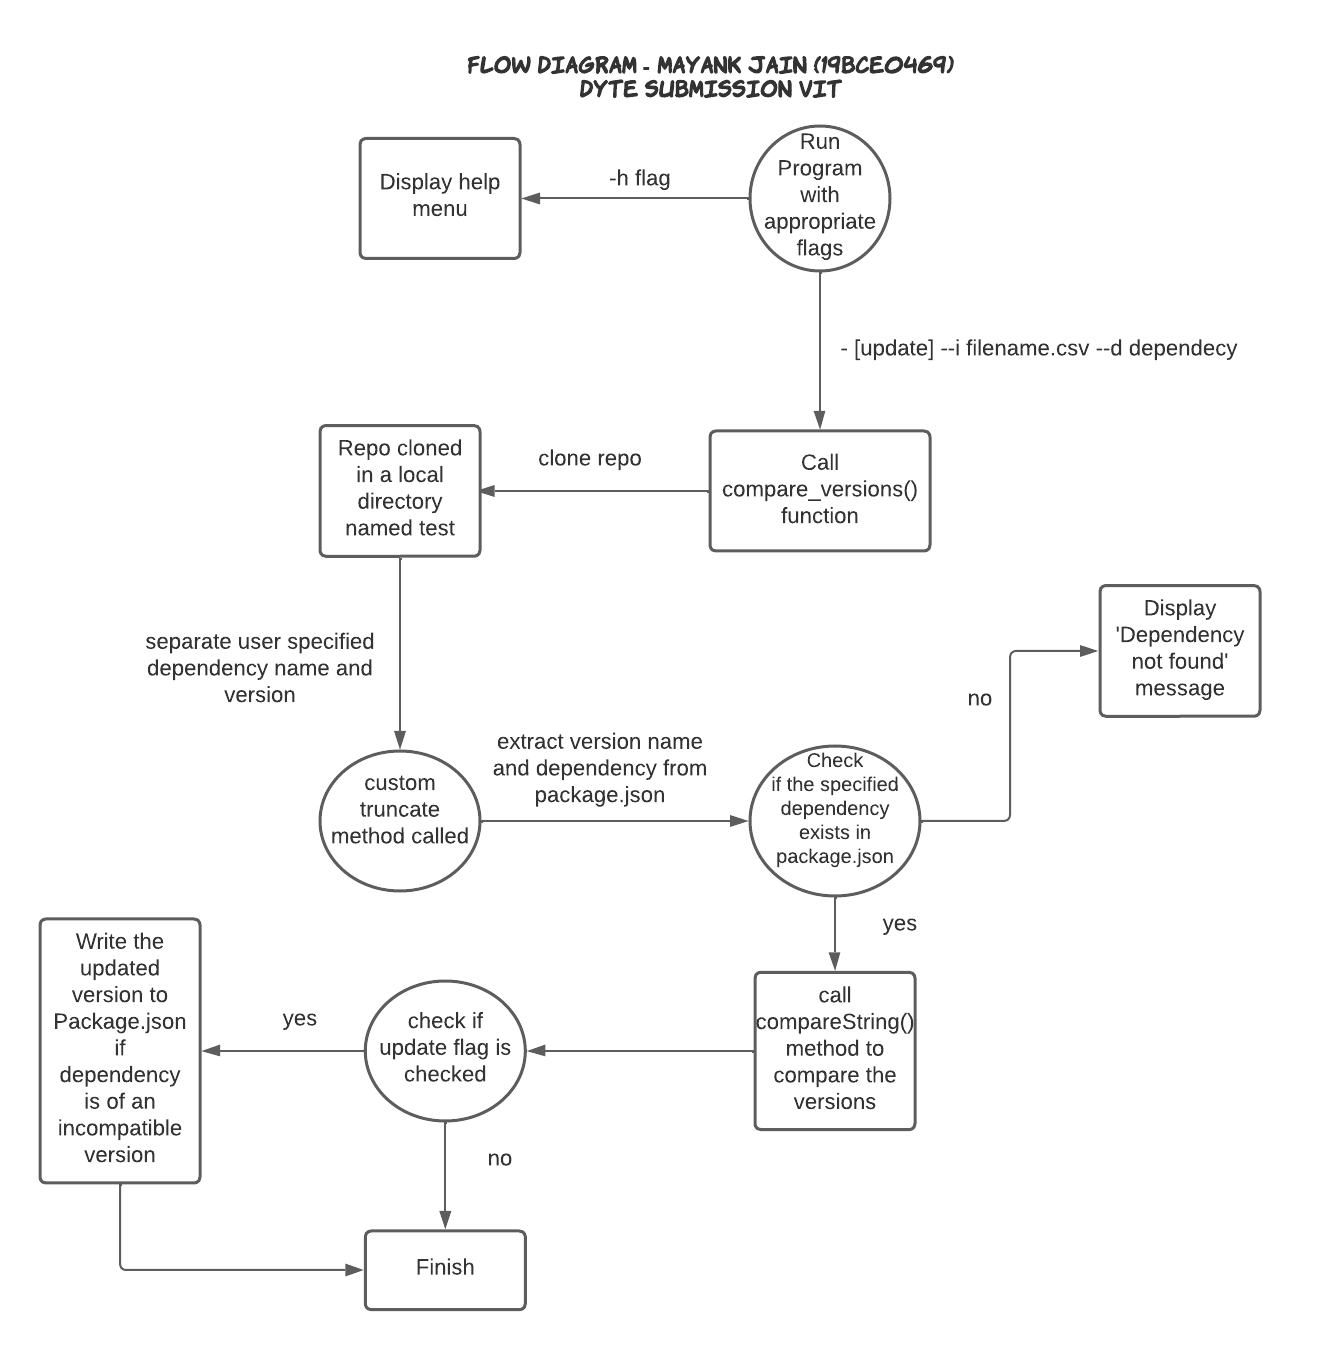 FLOW DIAGRAM - MAYANK JAIN (19BCE0469)
DYTE SUBMISSION VIT
Run
Program
with
appropriate
flags
-h flag
Display help
menu
- [update] --i filename.csv --d dependecy
Call
compare_versions()
function
clone repo
Repo cloned
in a local
directory
named test
separate user specified
dependency name and
version
custom
truncate
method called
extract version name
and dependency from
package.json
Check
if the specified
dependency
exists in
package.json
no
Display
'Dependency
not found'
message
yes
call
compareString()
method to
compare the
versions
check if
update flag is
checked
yes
Write the
updated
version to
Package.json
if
dependency
is of an
incompatible
version
no
Finish